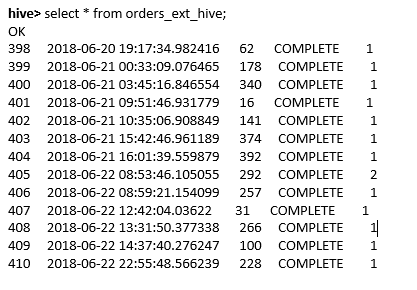 hive> select * from orders_ext_hive;
OK
398 2018-06-20 19:17:34.982416 62 COMPLETE 1
399 2018-06-21 00:33:09.076465 178 COMPLETE 1
400 2018-06-21 03:45:16.846554 340 COMPLETE 1
401 2018-06-21 09:51:46.931779 16 COMPLETE 1
402 2018-06-21 10:35:06.908849 141 COMPLETE 1
403 2018-06-21 15:42:46.961189 374 COMPLETE 1
404 2018-06-21 16:01:39.559879 392 COMPLETE 1
405 2018-06-22 08:53:46.105055 292 COMPLETE 2
406 2018-06-22 08:59:21.154099 257 COMPLETE 1
407 2018-06-22 12:42:04.03622 31 COMPLETE 1
408 2018-06-22 13:31:50.377338 266 COMPLETE 1
409 2018-06-22 14:37:40.276247 100 COMPLETE 1
410 2018-06-22 22:55:48.566239 228 COMPLETE 1